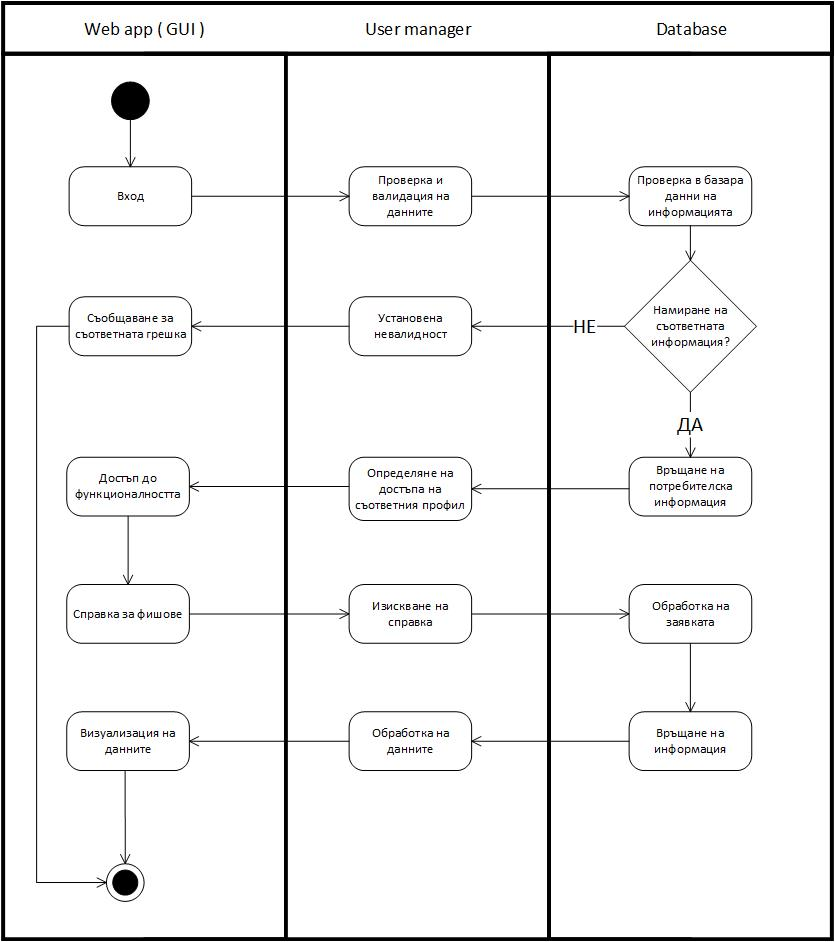 Web app ( GUI )
User manager
Database
Вход
Проверка и
валидация на
данните
Проверка в базара
данни на
информацията
Съобщаване за
съответната грешка
Установена
невалидност
НЕ
Намиране на
съответната
информация?
ДА
Достъп до
функционалността
Определяне на
достъпа на
съответния профил
Връщане на
потребителска
информация
Справка за фишове
Изискване на
справка
Обработка на
заявката
Визуализация на
данните
Обработка на
данните
Връщане на
информация